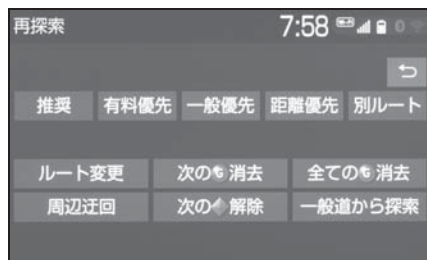 再探索 7:58
推奨 有料優先 一般優先 距離優先 別ルート
ルート変更 次のG消去 全てのG消去
周辺迂回 次の解除 一般道から探索